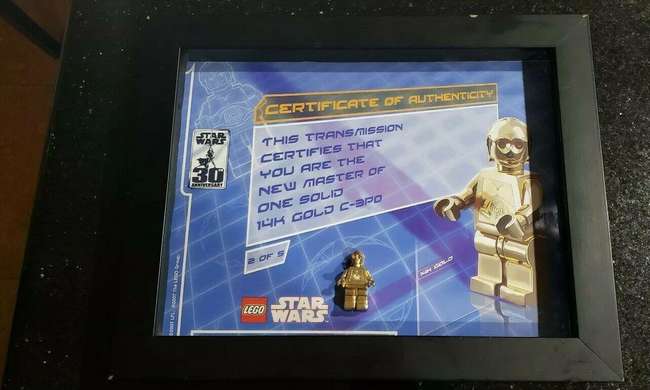 CERTIFICATE OF AUTHENTICITY
THIS TRANSMISSION
CERTIFIES THAT
YOU ARE THE
NEW MASTER OF
ONE SOLID
14K GOLD C-3PO
STAR
WARS
30
ANNIVERSARY
2 OF 5
14K GOLD
LEGO
STAR
WARS